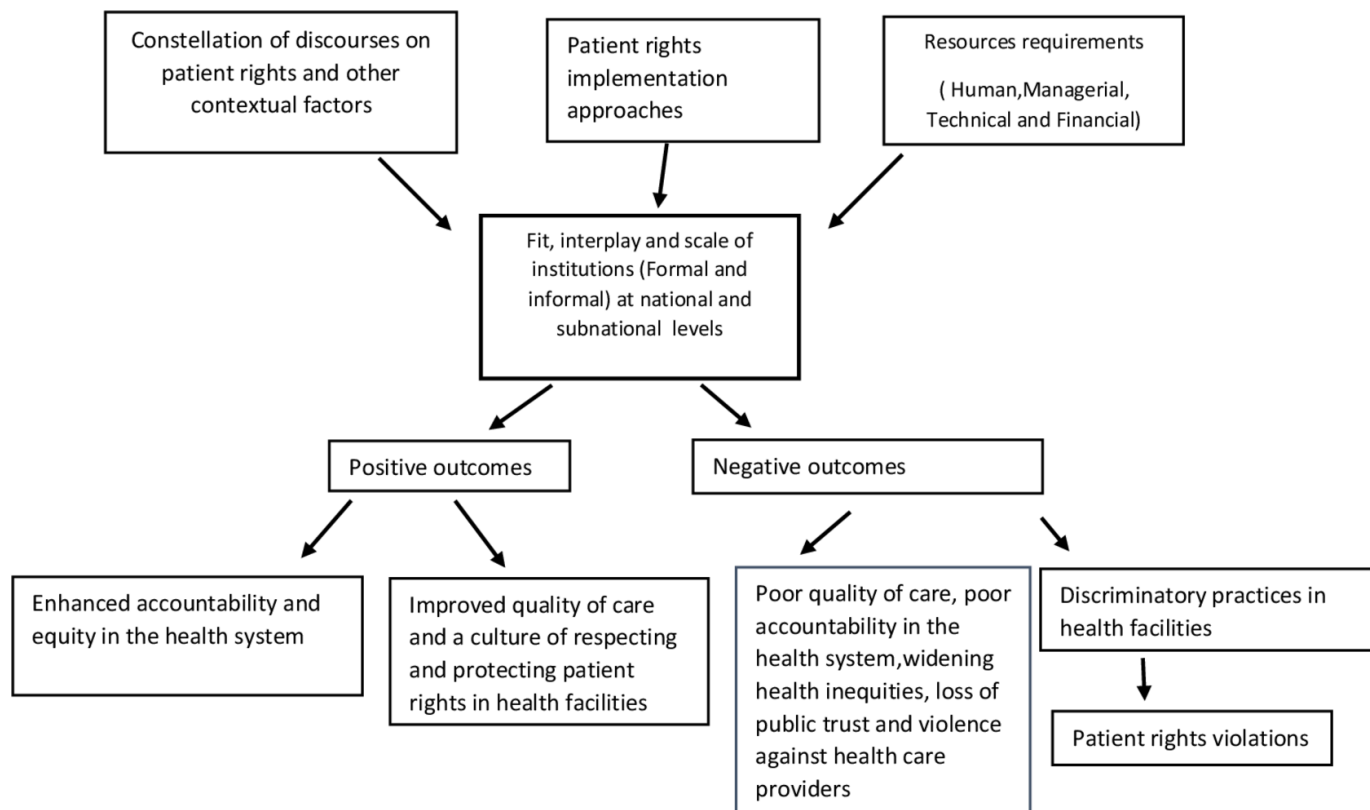 Constellation of discourses on
patient rights and other
contextual factors
Patient rights
implementation
approaches
Resources requirements
( Human,Managerial,
Technical and Financial)
Fit, interplay and scale of
institutions (Formal and
informal) at national and
subnational levels
Positive outcomes
Negative outcomes
Enhanced accountability and
equity in the health system
Improved quality of care
and a culture of respecting
and protecting patient
rights in health facilities
Poor quality of care, poor
accountability in the
health system,widening
health inequities, loss of
public trust and violence
against health care
providers
Discriminatory practices in
health facilities
Patient rights violations